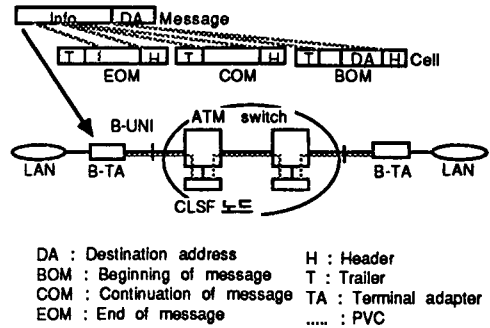 Info DA Message
T H T H T DA H Cell
EOM COM BOM
B-UNI ATM switch
LAN B-TA B-TA LAN
CLSF 노드
DA : Destination address
BOM : Beginning of message
COM : Continuation of message
EOM : End of message
H : Header
T : Trailer
TA : Terminal adapter
..... : PVC